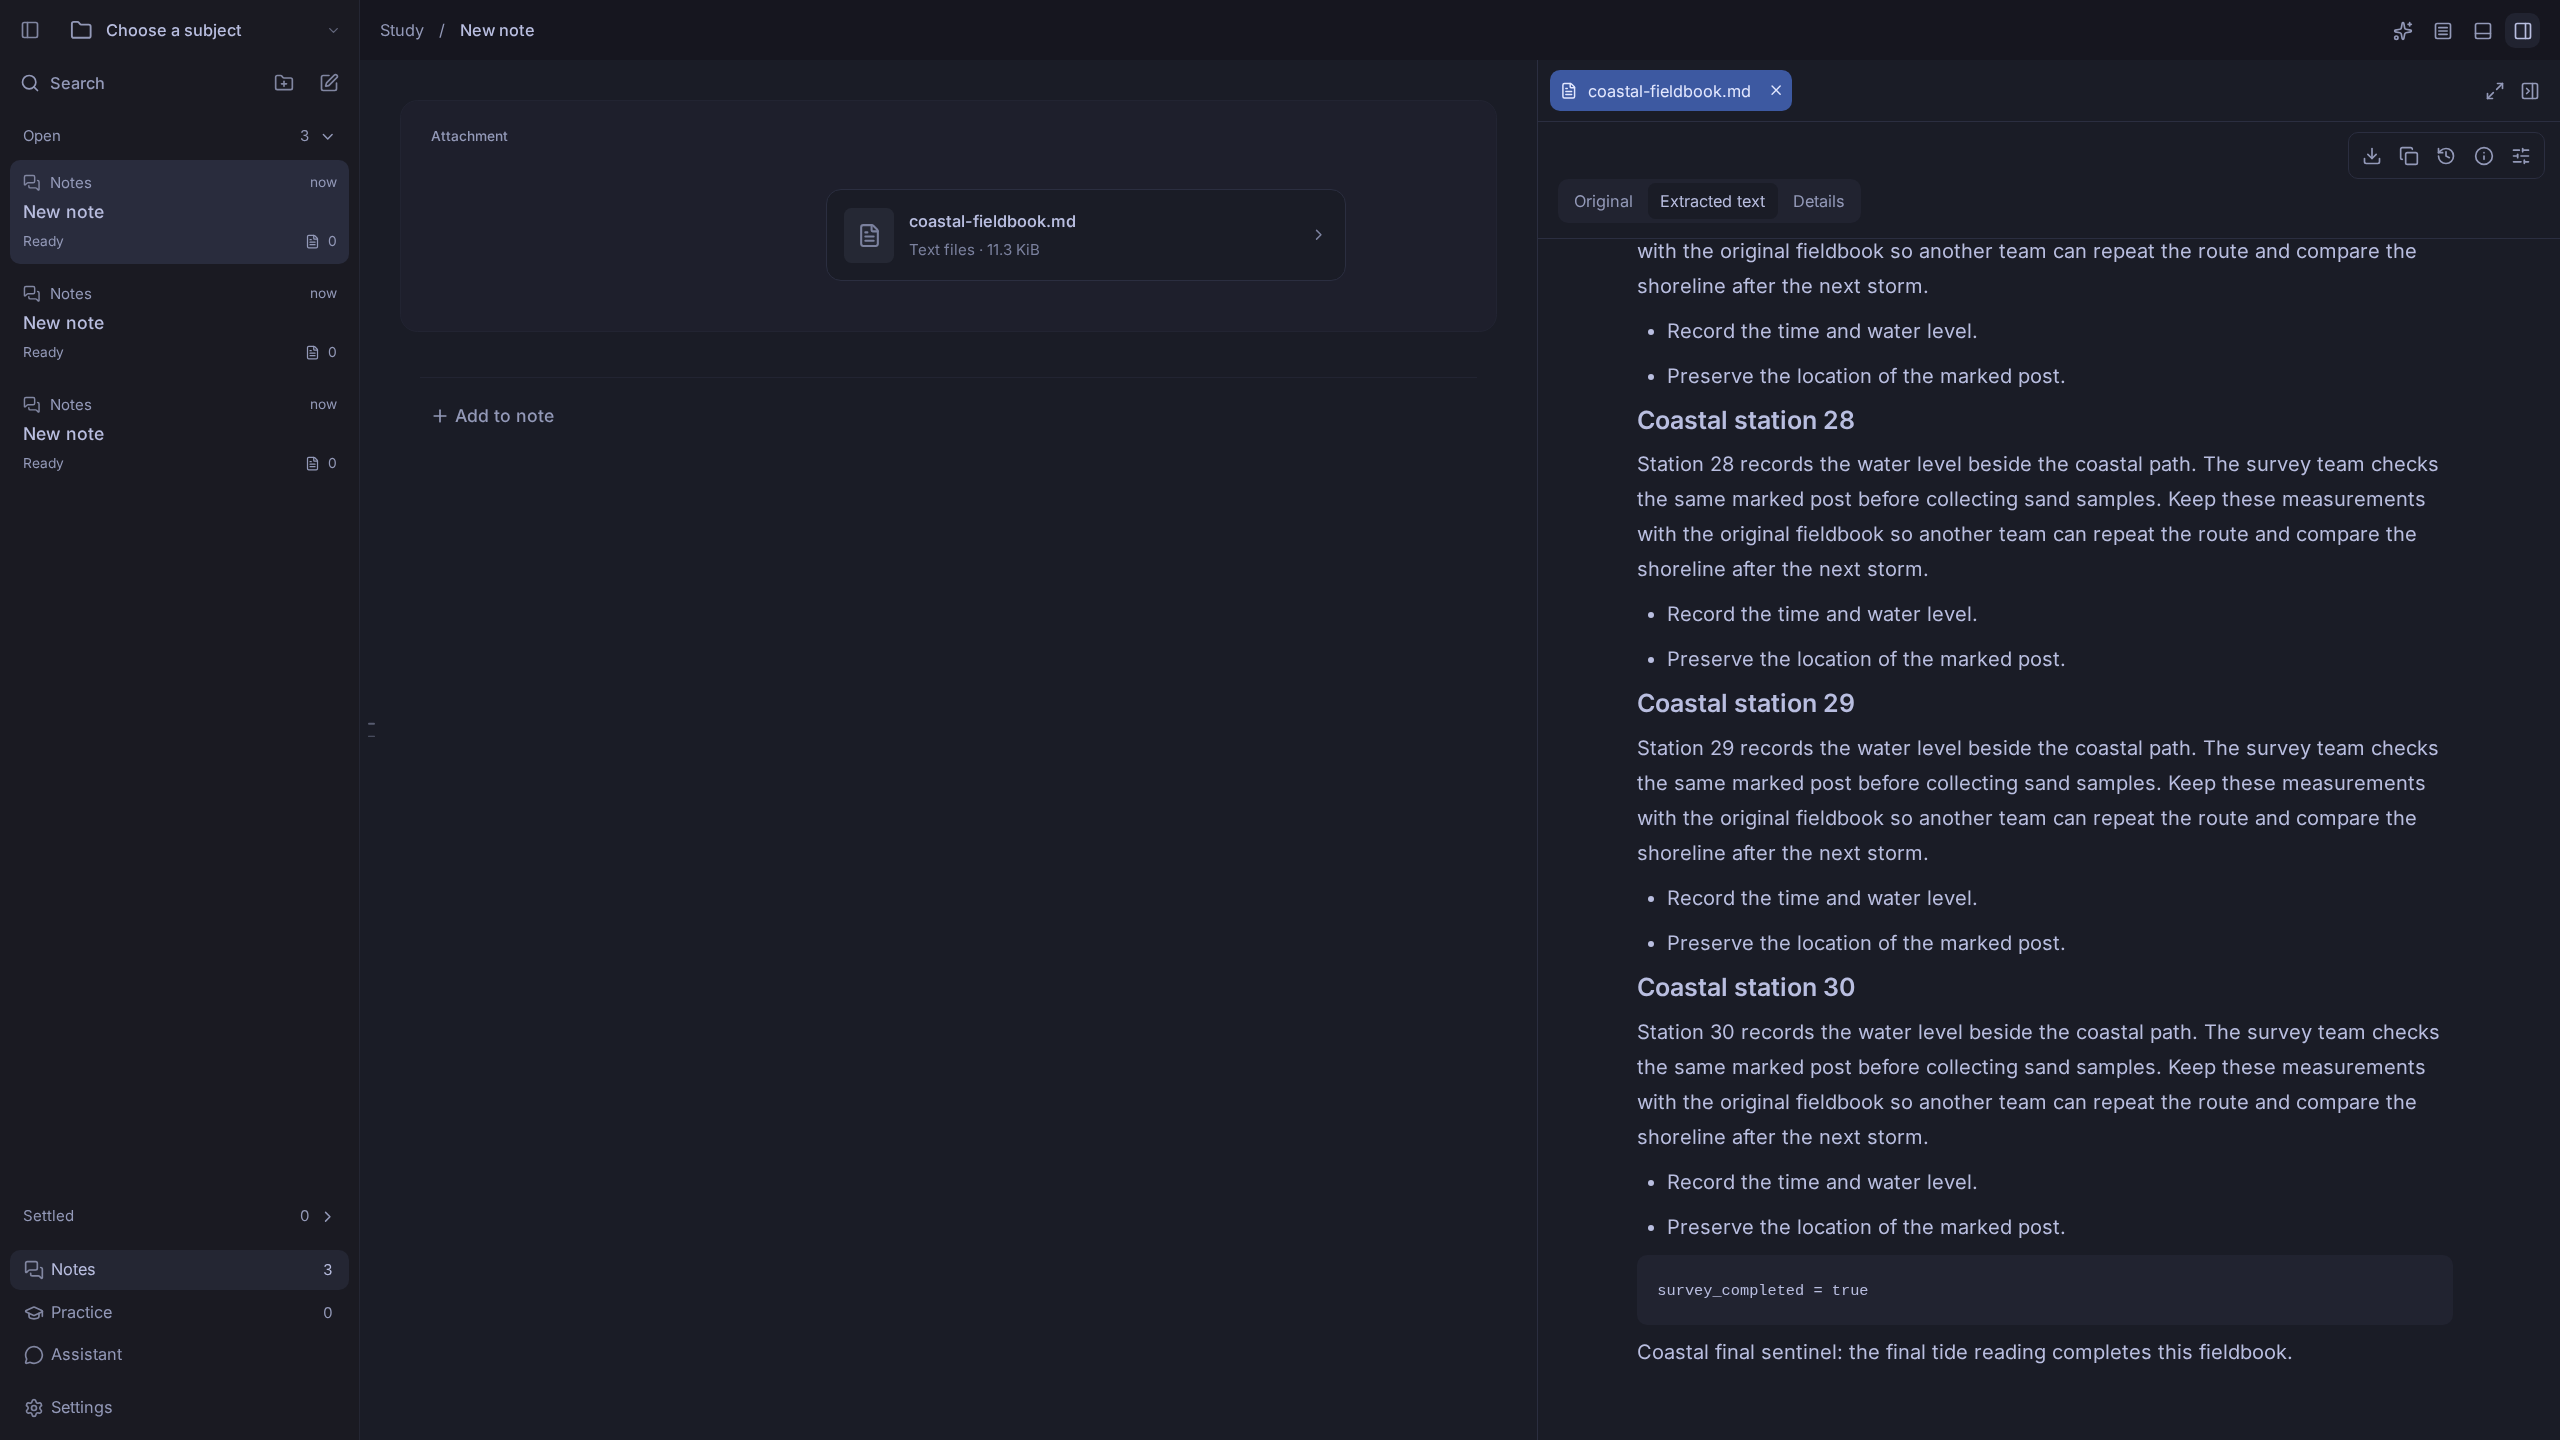 Choose a subject
Search
Open 3
Notes now
New note
Ready 0
Notes now
New note
Ready 0
Notes now
New note
Ready 0
Settled 0
Notes 3
Practice 0
Assistant
Settings
Study / New note
Attachment
coastal-fieldbook.md
Text files · 11.3 KiB
Add to note
coastal-fieldbook.md
Original Extracted text Details
with the original fieldbook so another team can repeat the route and compare the
shoreline after the next storm.
• Record the time and water level.
• Preserve the location of the marked post.
Coastal station 28
Station 28 records the water level beside the coastal path. The survey team checks
the same marked post before collecting sand samples. Keep these measurements
with the original fieldbook so another team can repeat the route and compare the
shoreline after the next storm.
• Record the time and water level.
• Preserve the location of the marked post.
Coastal station 29
Station 29 records the water level beside the coastal path. The survey team checks
the same marked post before collecting sand samples. Keep these measurements
with the original fieldbook so another team can repeat the route and compare the
shoreline after the next storm.
• Record the time and water level.
• Preserve the location of the marked post.
Coastal station 30
Station 30 records the water level beside the coastal path. The survey team checks
the same marked post before collecting sand samples. Keep these measurements
with the original fieldbook so another team can repeat the route and compare the
shoreline after the next storm.
• Record the time and water level.
• Preserve the location of the marked post.
survey_completed = true
Coastal final sentinel: the final tide reading completes this fieldbook.